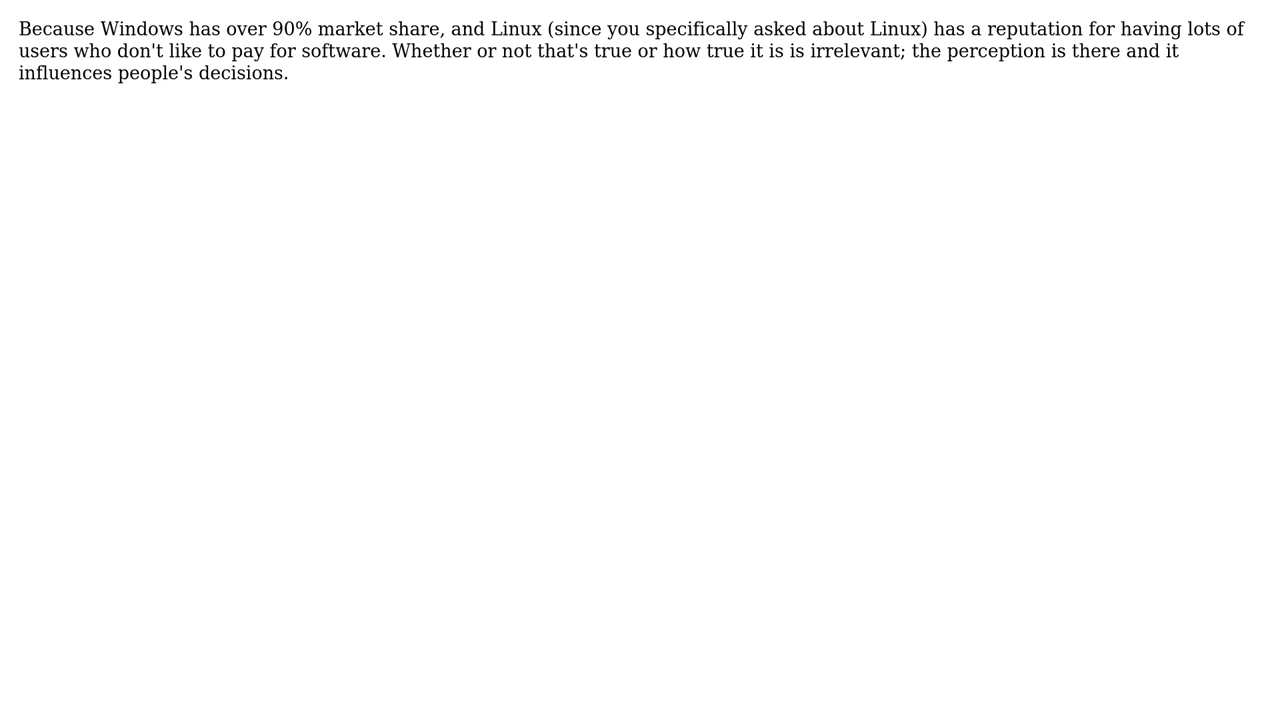 Because Windows has over 90% market share, and Linux (since you specifically asked about Linux) has a reputation for having lots of
users who don't like to pay for software. Whether or not that's true or how true it is is irrelevant; the perception is there and it
influences people's decisions.